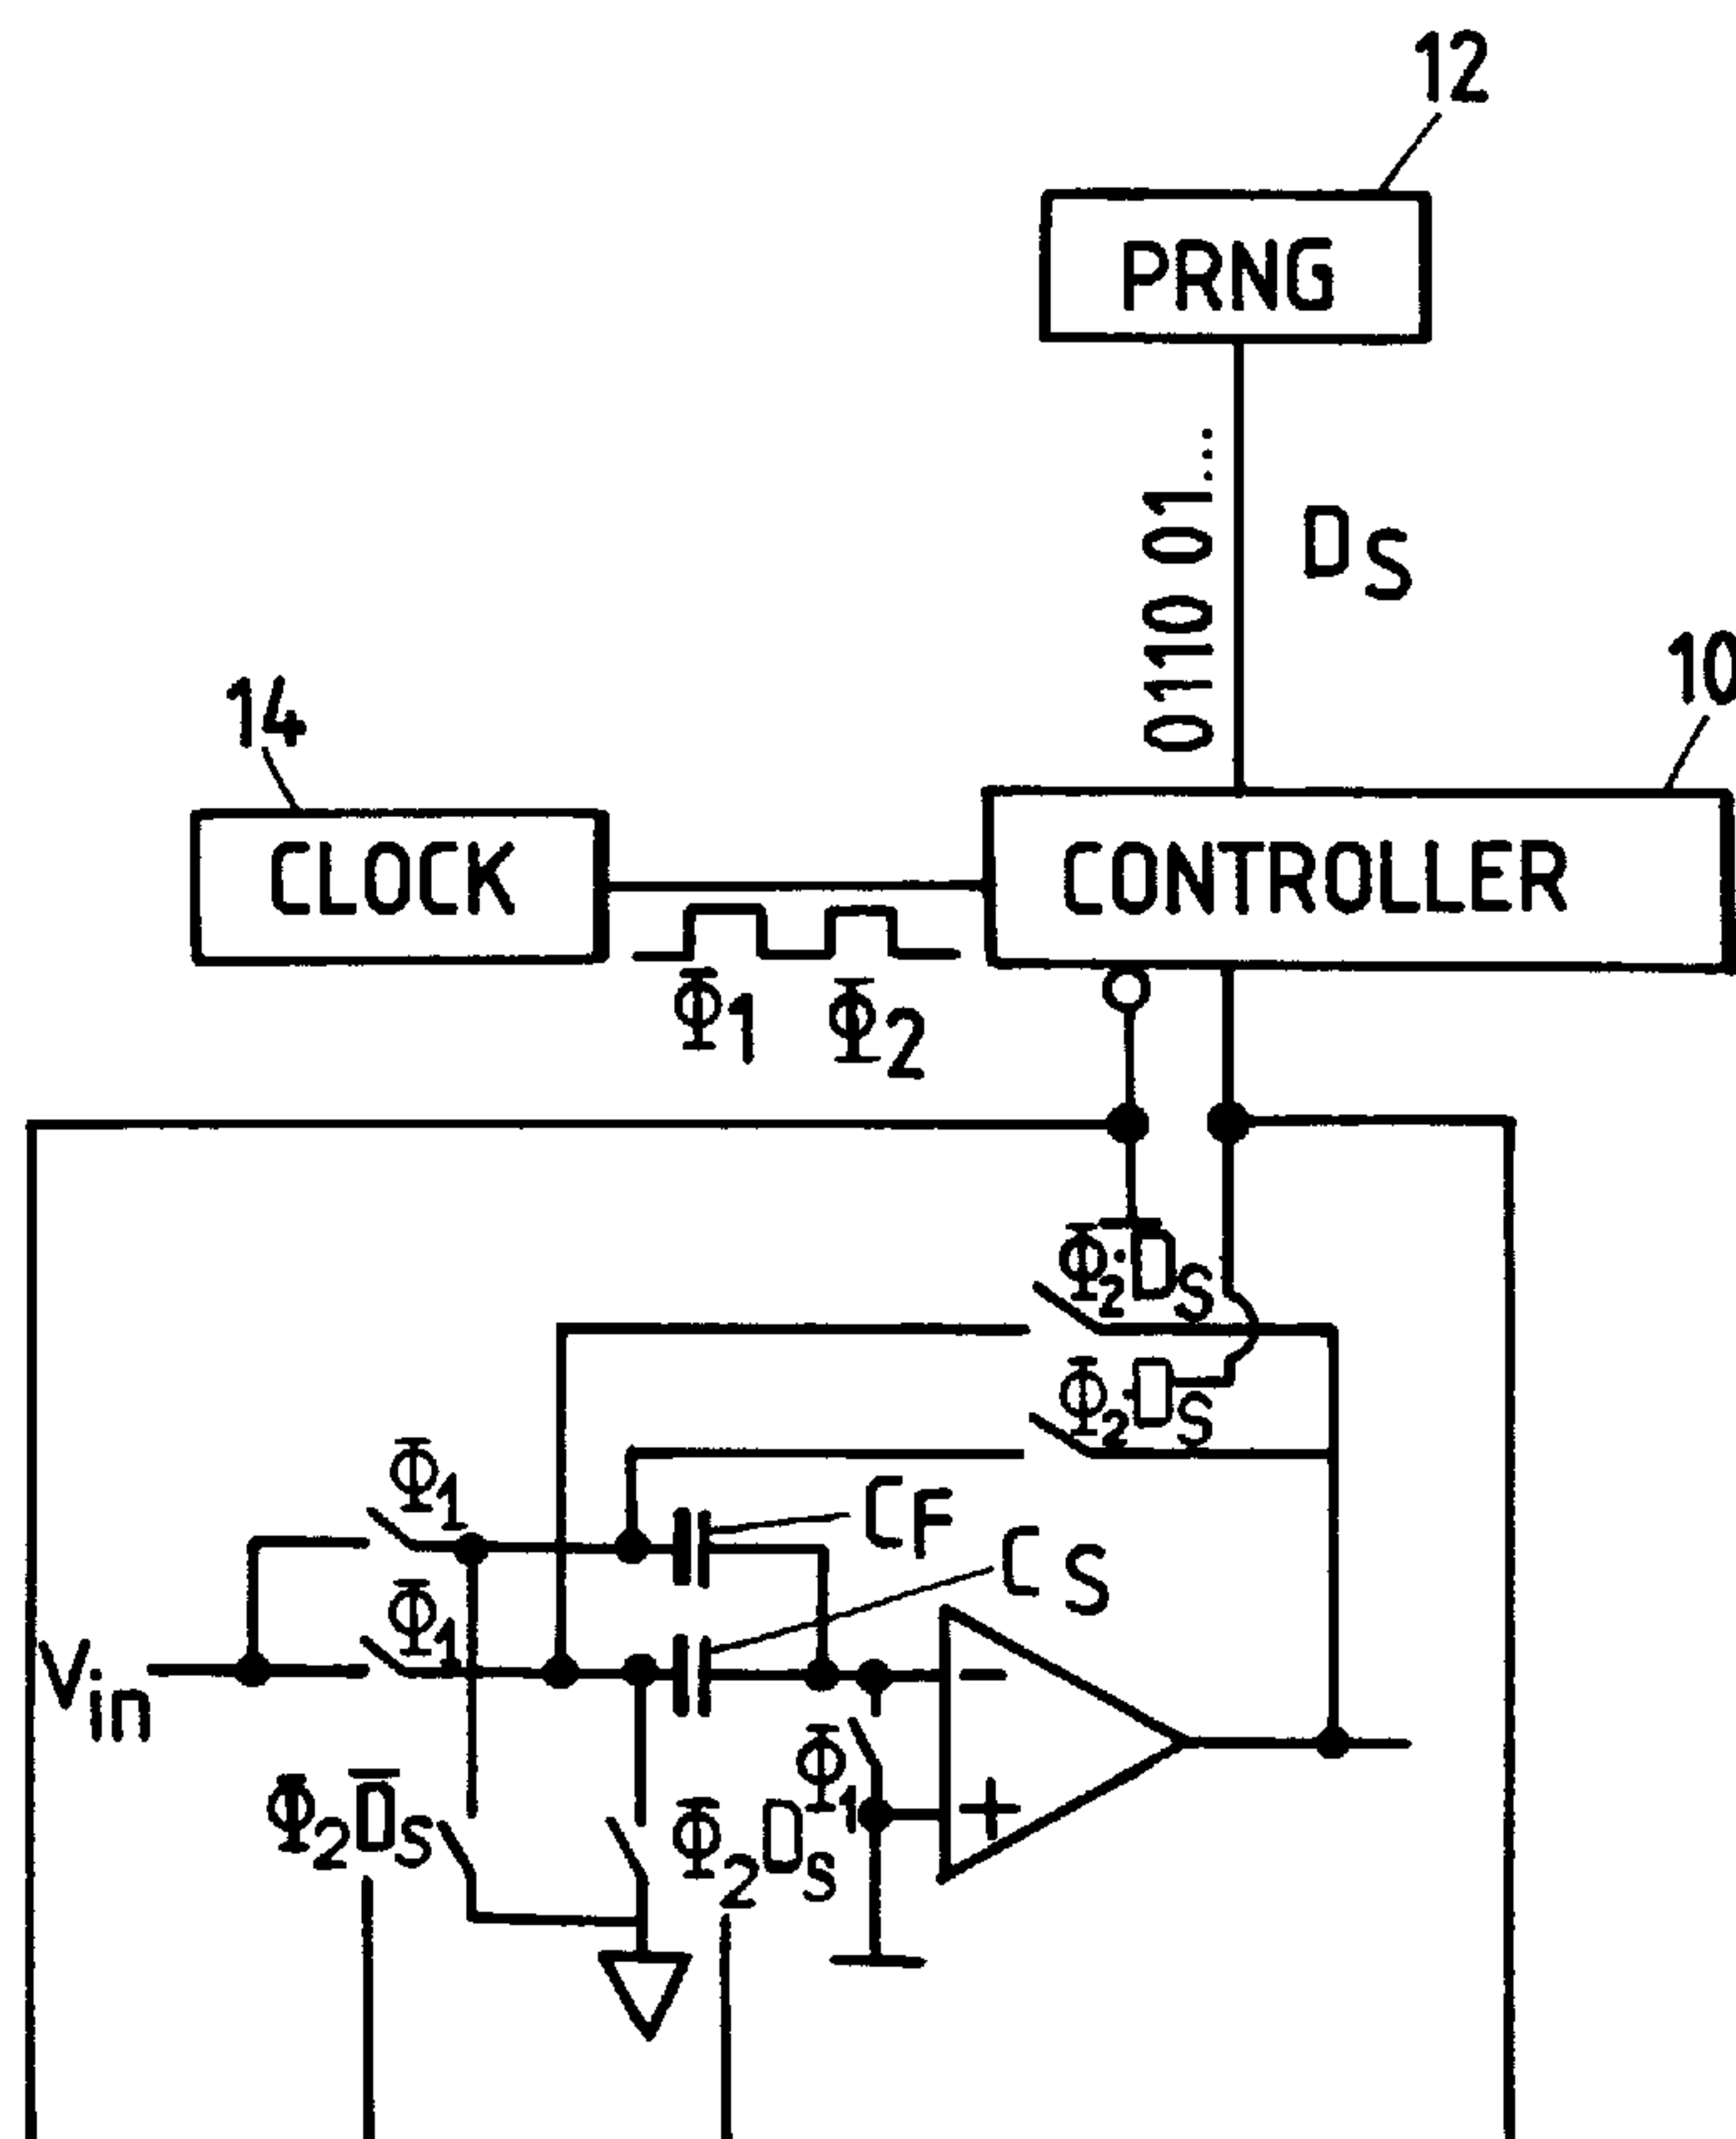 12
PRNG
0110 01...
DS
10
14
CLOCK
CONTROLLER
Φ1
Φ2
Φ2·D̅S
Φ2·DS
Φ1
CF
CS
Φ1
Vin
−
Φ1
+
Φ2D̅S
Φ2DS